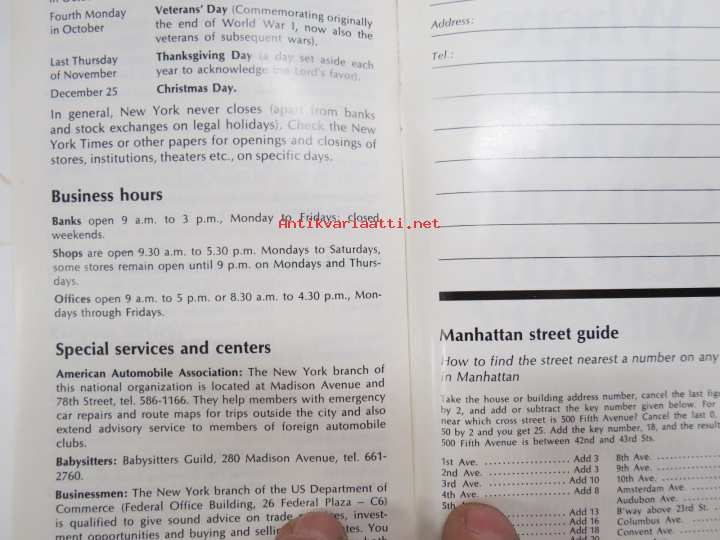 in October
Fourth Monday
in October
Veterans' Day (Commemorating originally
the end of World War I, now also the
veterans of subsequent wars).
Last Thursday
of November
Thanksgiving Day (a day set aside each
year to acknowledge the Lord's favor).
December 25
Christmas Day.
In general, New York never closes (apart from banks
and stock exchanges on legal holidays). Check the New
York Times or other papers for openings and closings of
stores, institutions, theaters etc., on specific days.
Business hours
Banks open 9 a.m. to 3 p.m., Monday to Fridays; closed
weekends.
Shops are open 9.30 a.m. to 5.30 p.m. Mondays to Saturdays,
some stores remain open until 9 p.m. on Mondays and Thurs-
days.
Offices open 9 a.m. to 5 p.m. or 8.30 a.m. to 4.30 p.m., Mon-
days through Fridays.
Special services and centers
American Automobile Association: The New York branch of
this national organization is located at Madison Avenue and
78th Street, tel. 586-1166. They help members with emergency
car repairs and route maps for trips outside the city and also
extend advisory service to members of foreign automobile
clubs.
Babysitters: Babysitters Guild, 280 Madison Avenue, tel. 661-
2760.
Businessmen: The New York branch of the US Department of
Commerce (Federal Office Building, 26 Federal Plaza – C6)
is qualified to give sound advice on trade invest-
ment opportunities and buying and selling You
Antikvariaatti.net
Address:
Tel.:
Manhattan street guide
How to find the street nearest a number on any
in Manhattan
Take the house or building address number, cancel the last
by 2, and add or subtract the key number given below. For
near which cross street is 500 Fifth Avenue? Cancel the last 0,
50 by 2 and you get 25. Add the key number, 18, and the result
500 Fifth Avenue is between 42nd and 43rd Sts.
1st Ave. Add 3
2nd Ave. Add 3
3rd Ave. Add 10
4th Ave. Add 8
5th
Add 13
Add 16
Add 18
8th Ave.
9th Ave.
10th Ave.
Amsterdam Ave.
Audubon Ave.
B'way above 23rd St.
Columbus Ave.
Convent Ave.